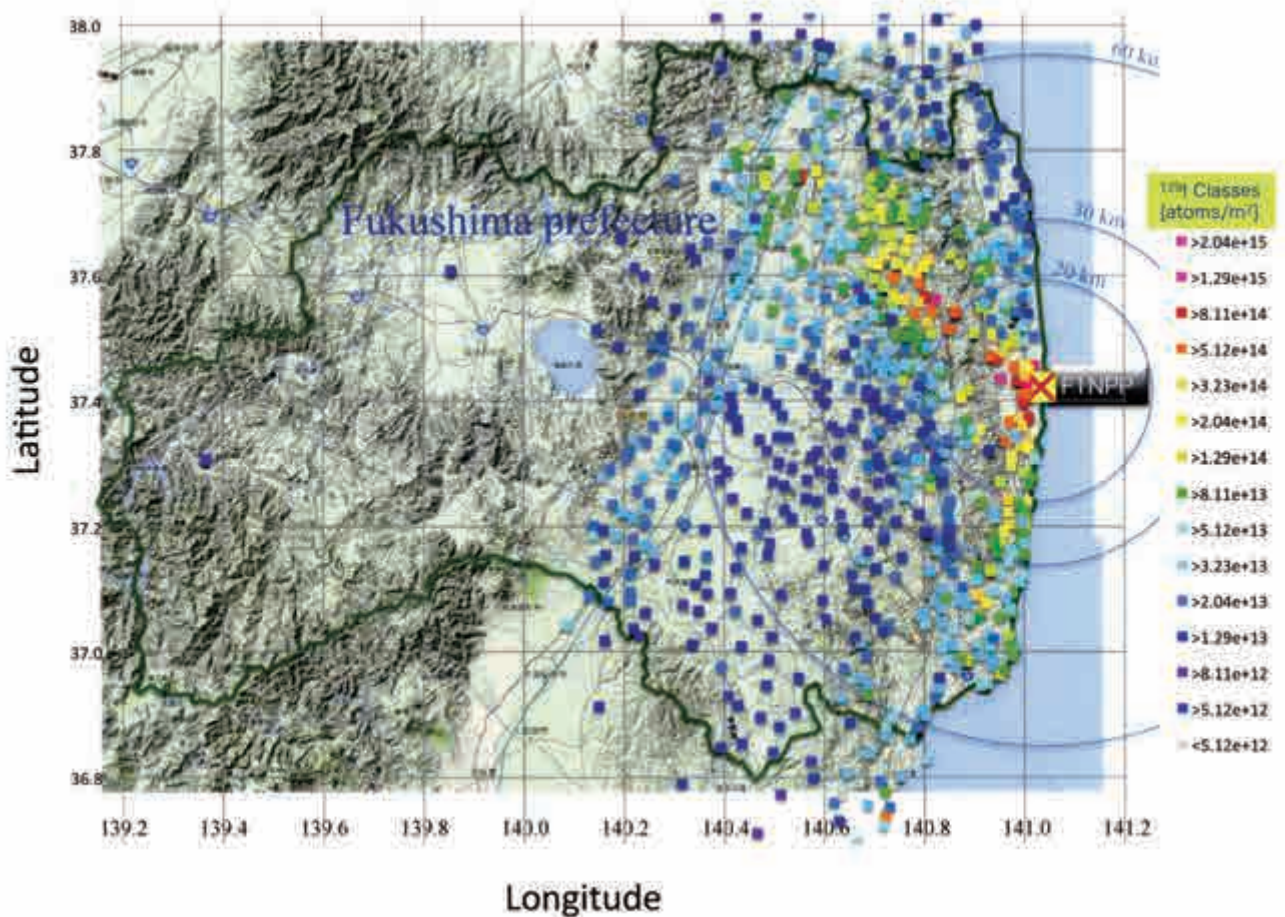 38.0
60 km
37.8
¹²⁹I Classes
[atoms/m²]
Fukushima prefecture
30 km
>2.04e+15
37.6
20 km
>1.29e+15
>8.11e+14
>5.12e+14
Latitude
37.4
F1NPP
>3.23e+14
>2.04e+14
>1.29e+14
>8.11e+13
37.2
>5.12e+13
>3.23e+13
>2.04e+13
37.0
>1.29e+13
>8.11e+12
>5.12e+12
36.8
<5.12e+12
139.2 139.4 139.6 139.8 140.0 140.2 140.4 140.6 140.8 141.0 141.2
Longitude